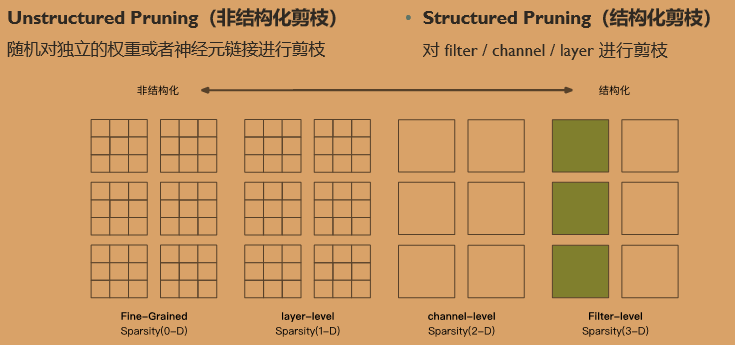 Unstructured Pruning（非结构化剪枝）
随机对独立的权重或者神经元链接进行剪枝
• Structured Pruning（结构化剪枝）
对 filter / channel / layer 进行剪枝
非结构化
结构化
Fine-Grained
Sparsity(0-D)
layer-level
Sparsity(1-D)
channel-level
Sparsity(2-D)
Filter-level
Sparsity(3-D)